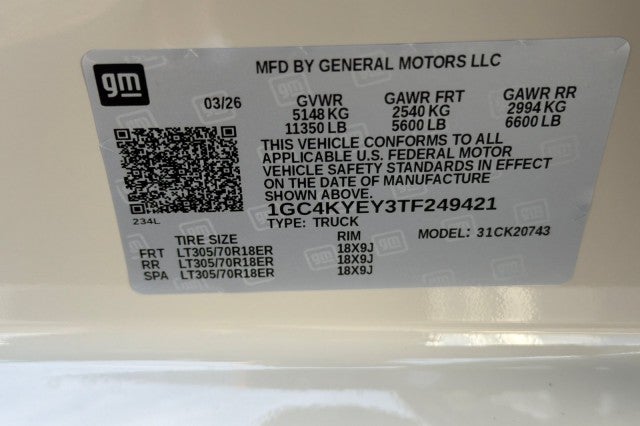 gm
MFD BY GENERAL MOTORS LLC
03/26
GVWR GAWR FRT GAWR RR
5148 KG 2540 KG 2994 KG
11350 LB 5600 LB 6600 LB
THIS VEHICLE CONFORMS TO ALL
APPLICABLE U.S. FEDERAL MOTOR
VEHICLE SAFETY STANDARDS IN EFFECT
ON THE DATE OF MANUFACTURE
SHOWN ABOVE.
1GC4KYEY3TF249421
234L
TYPE: TRUCK
MODEL: 31CK20743
TIRE SIZE RIM
FRT LT305/70R18ER 18X9J
RR LT305/70R18ER 18X9J
SPA LT305/70R18ER 18X9J